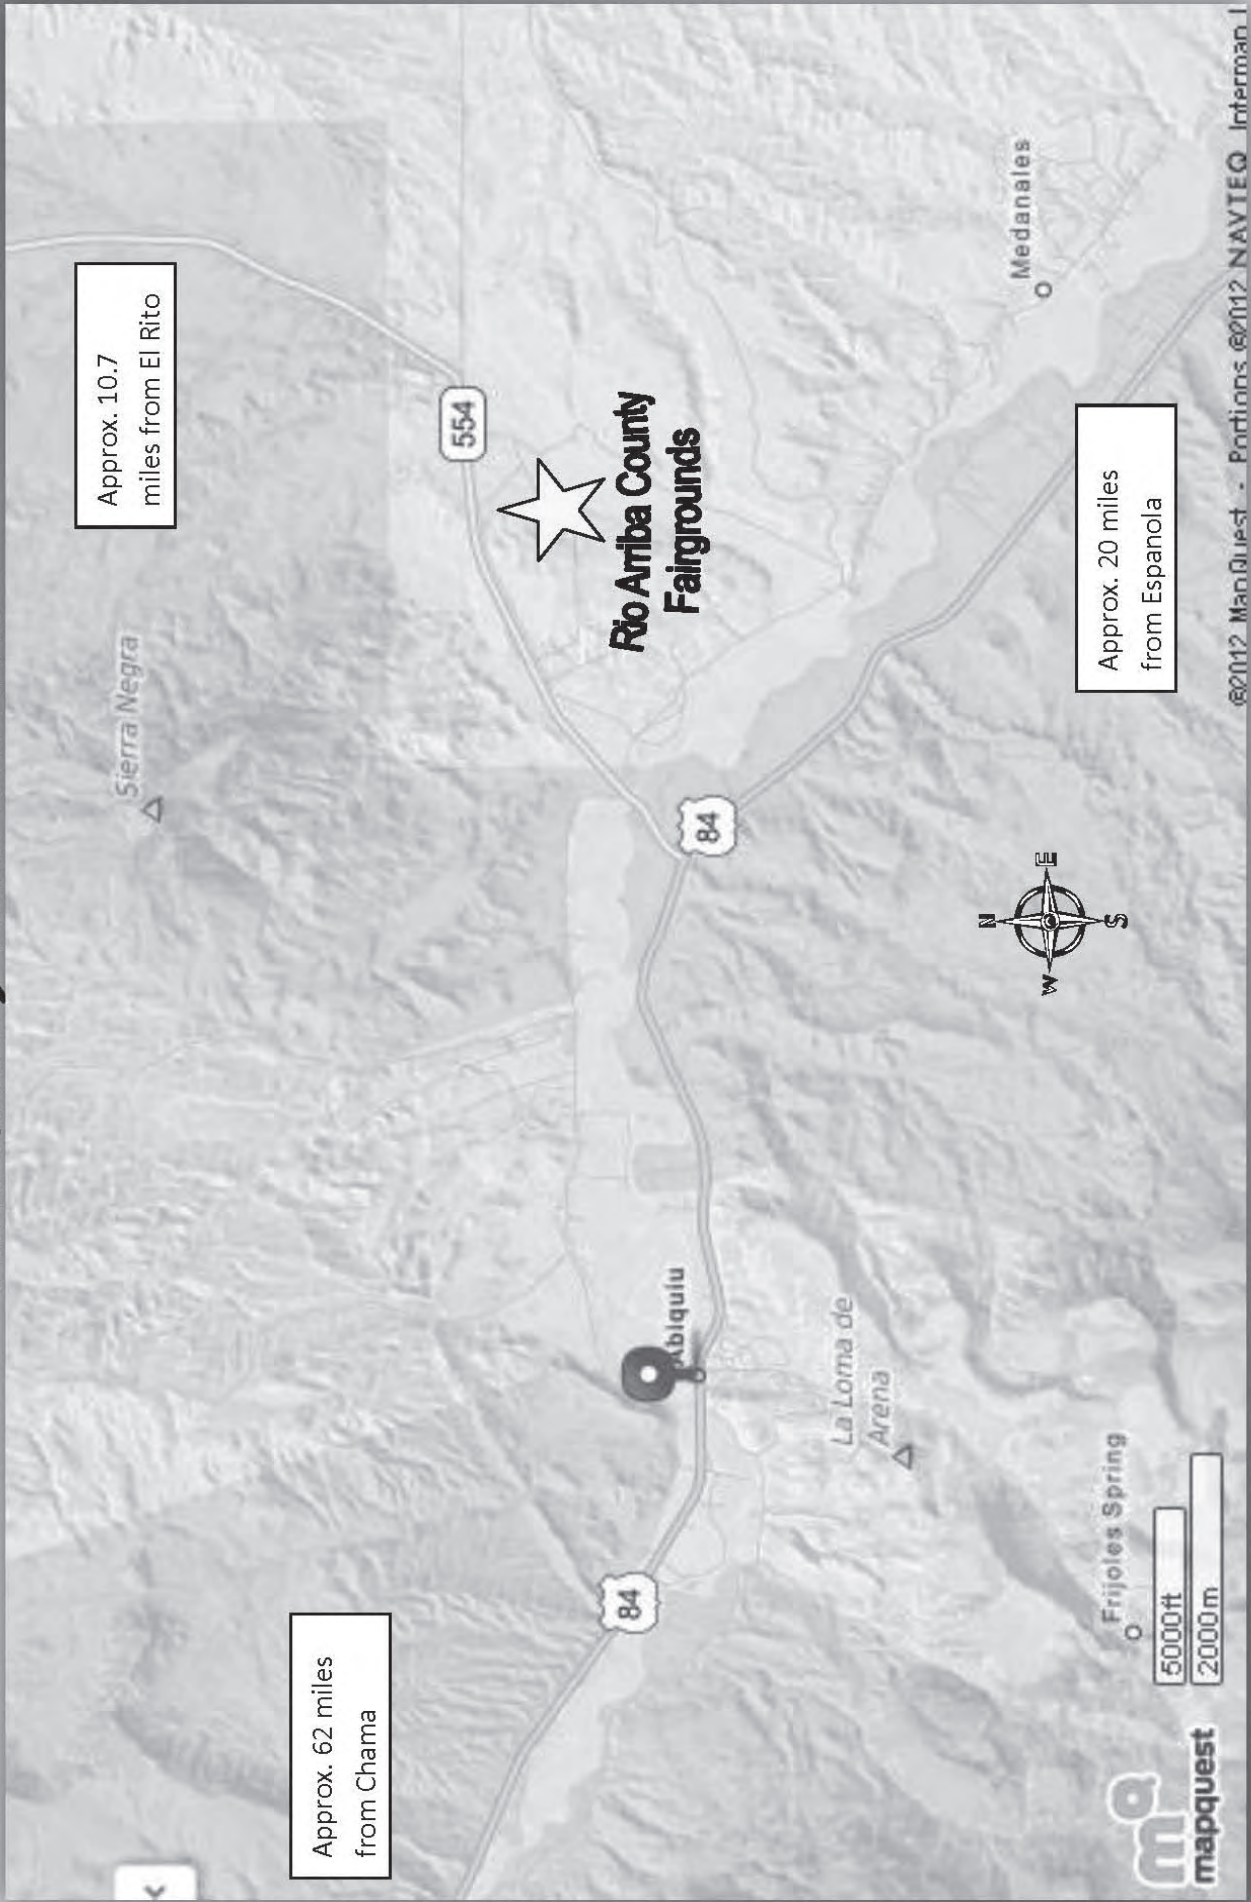 Approx. 10.7
miles from El Rito
Sierra Negra
554
Rio Arriba County
Fairgrounds
Approx. 62 miles
from Chama
84
Abiquiu
84
La Loma de
Arena
N
W
E
S
Medanales
Frijoles Spring
Approx. 20 miles
from Espanola
5000ft
2000m
mapquest
©2012 MapQuest - Portions ©2012 NAVTEQ, Intermap